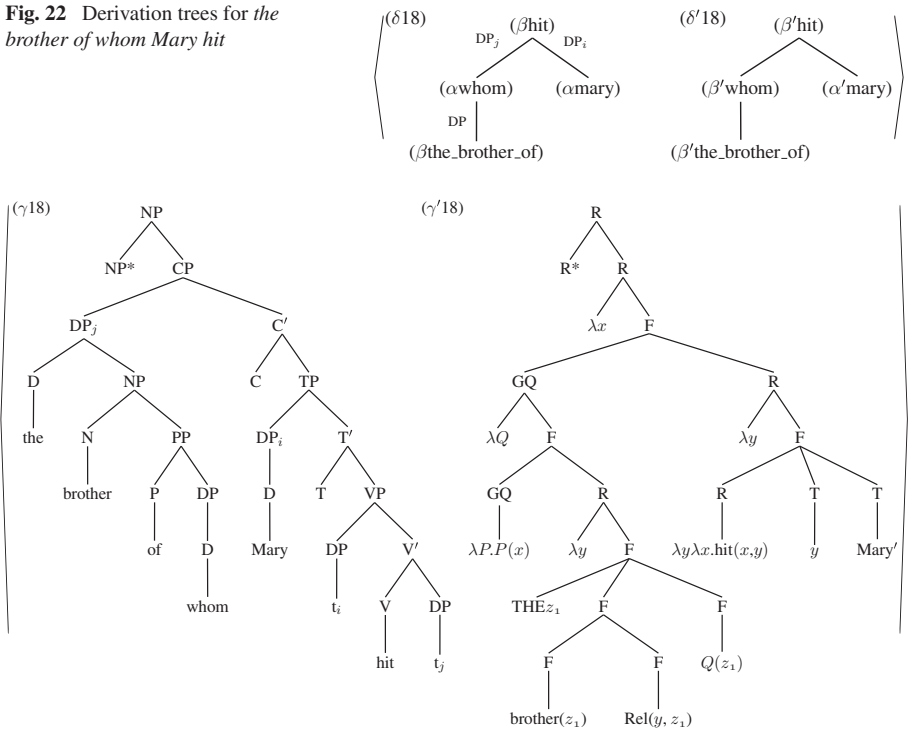 Fig. 22 Derivation trees for the
brother of whom Mary hit
(δ18) (βhit) (δ′18) (β′hit)
DPⱼ DPᵢ
(αwhom) (αmary) (β′whom) (α′mary)
DP
(βthe_brother_of) (β′the_brother_of)
(γ18) NP (γ′18) R
NP* CP R* R
DPⱼ C′ λx F
D NP C TP GQ R
the N PP DPᵢ T′ λQ F λy F
brother P DP D T VP GQ R R T T
of D Mary DP V′ λP.P(x) λy F λyλx.hit(x,y) y Mary′
whom tᵢ V DP THEz₁ F F
hit tⱼ F F Q(z₁)
brother(z₁) Rel(y, z₁)